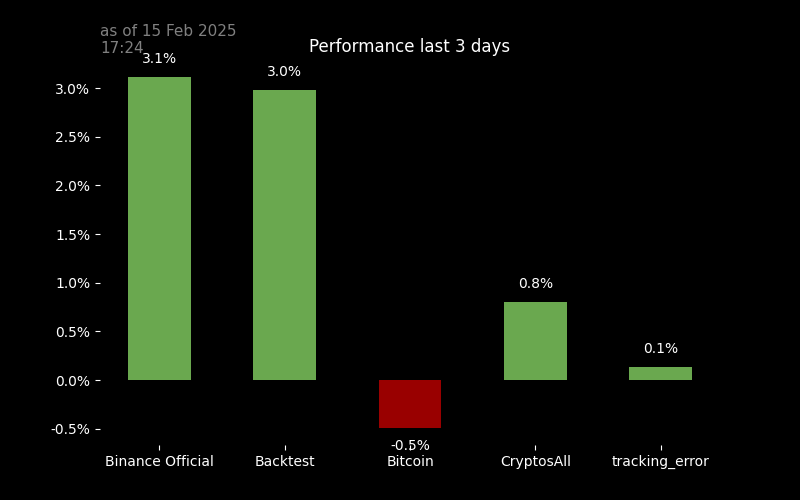 as of 15 Feb 2025
17:24
Performance last 3 days
3.1%
3.0%
-0.5%
0.8%
0.1%
3.0%
2.5%
2.0%
1.5%
1.0%
0.5%
0.0%
-0.5%
Binance Official
Backtest
Bitcoin
CryptosAll
tracking_error